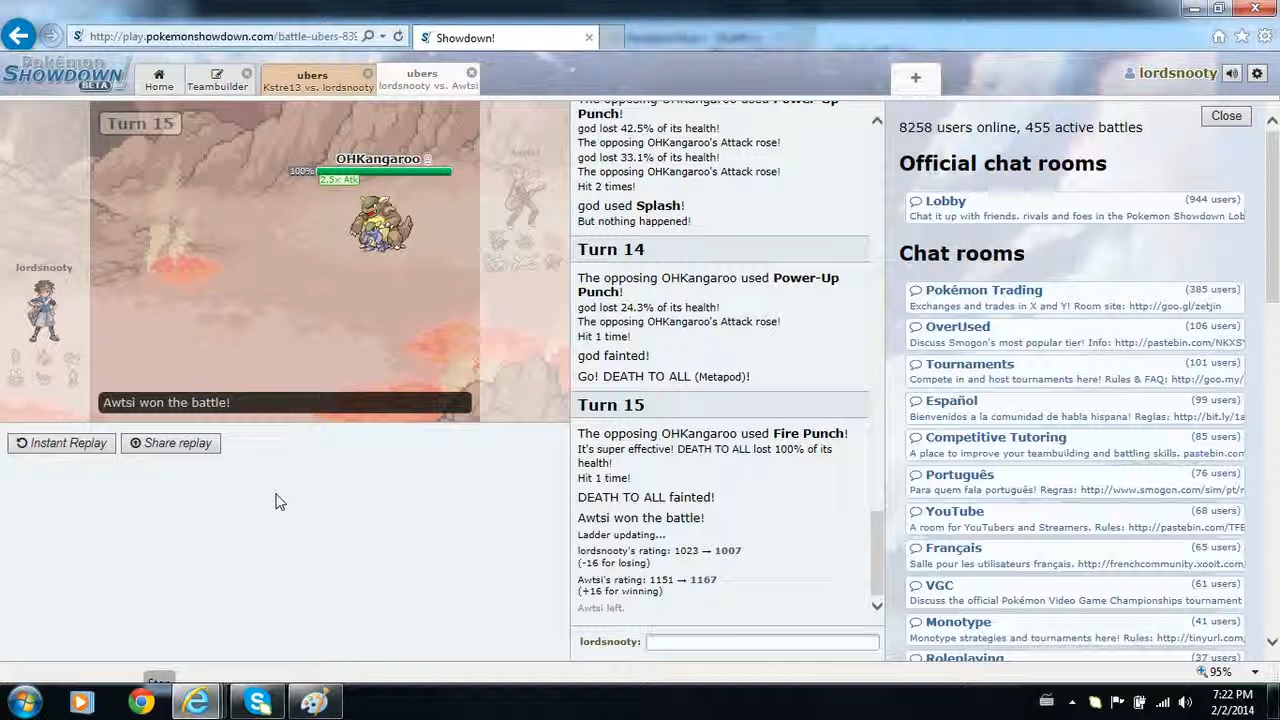 http://play.pokemonshowdown.com/battle-ubers-839
Showdown!
Pokémon
SHOWDOWN
BETA
Home
Teambuilder
ubers
Kstre13 vs. lordsnooty
ubers
lordsnooty vs. Awtsi
+
lordsnooty
Turn 15
OHKangaroo
100%
2.5× Atk
lordsnooty
Awtsi
Awtsi won the battle!
Instant Replay
Share replay
The opposing OHKangaroo used Power-Up
Punch!
god lost 42.5% of its health!
The opposing OHKangaroo's Attack rose!
god lost 33.1% of its health!
The opposing OHKangaroo's Attack rose!
Hit 2 times!
god used Splash!
But nothing happened!
Turn 14
The opposing OHKangaroo used Power-Up
Punch!
god lost 24.3% of its health!
The opposing OHKangaroo's Attack rose!
Hit 1 time!
god fainted!
Go! DEATH TO ALL (Metapod)!
Turn 15
The opposing OHKangaroo used Fire Punch!
It's super effective! DEATH TO ALL lost 100% of its
health!
Hit 1 time!
DEATH TO ALL fainted!
Awtsi won the battle!
Ladder updating...
lordsnooty's rating: 1023 → 1007
(-16 for losing)
Awtsi's rating: 1151 → 1167
(+16 for winning)
Awtsi left.
lordsnooty:
8258 users online, 455 active battles
Close
Official chat rooms
Lobby (944 users)
Chat it up with friends, rivals and foes in the Pokemon Showdown Lob
Chat rooms
Pokémon Trading (385 users)
Exchanges and trades in X and Y! Room site: http://goo.gl/zetjin
OverUsed (106 users)
Discuss Smogon's most popular tier! Info: http://pastebin.com/NKXS
Tournaments (101 users)
Compete in and host tournaments here! Rules & FAQ: http://goo.my/
Español (99 users)
Bienvenidos a la comunidad de habla hispana! Reglas: http://bit.ly/1a
Competitive Tutoring (85 users)
A place to improve your teambuilding and battling skills. pastebin.com
Português (76 users)
Para quem fala português! Regras: http://www.smogon.com/sim/pt/r
YouTube (68 users)
A room for YouTubers and Streamers. Rules: http://pastebin.com/TFE
Français (65 users)
Salle pour les utilisateurs français. http://frenchcommunity.xooit.com
VGC (61 users)
Discuss the official Pokémon Video Game Championships tournament
Monotype (41 users)
Monotype strategies and tournaments here! Rules: http://tinyurl.com
Roleplaying (37 users)
95%
7:22 PM
2/2/2014